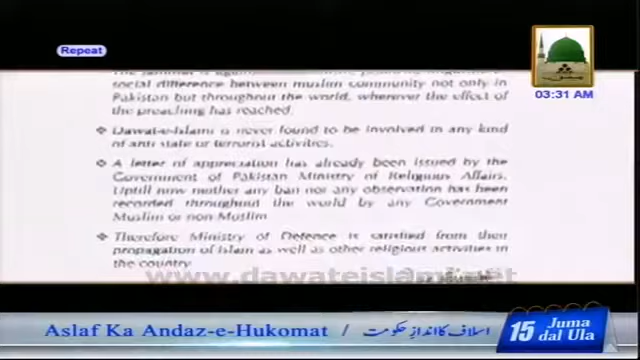 Repeat
03:31 AM
social difference between muslim community not only in
Pakistan but throughout the world, wherever the effect of
the preaching has reached.
❖ Dawat-e-Islami is never found to be involved in any kind
of anti state or terrorist activities.
❖ A letter of appreciation has already been issued by the
Government of Pakistan Ministry of Religious Affairs.
Uptill now neither any ban nor any observation has been
recorded throughout the world by any Government
Muslim or non Muslim
❖ Therefore Ministry of Defence is satisfied from their
propagation of Islam as well as other religious activities in
the country
www.dawateislami.net
Aslaf Ka Andaz-e-Hukomat / اسلاف کا اندازِ حکومت
15 Juma
dal Ula